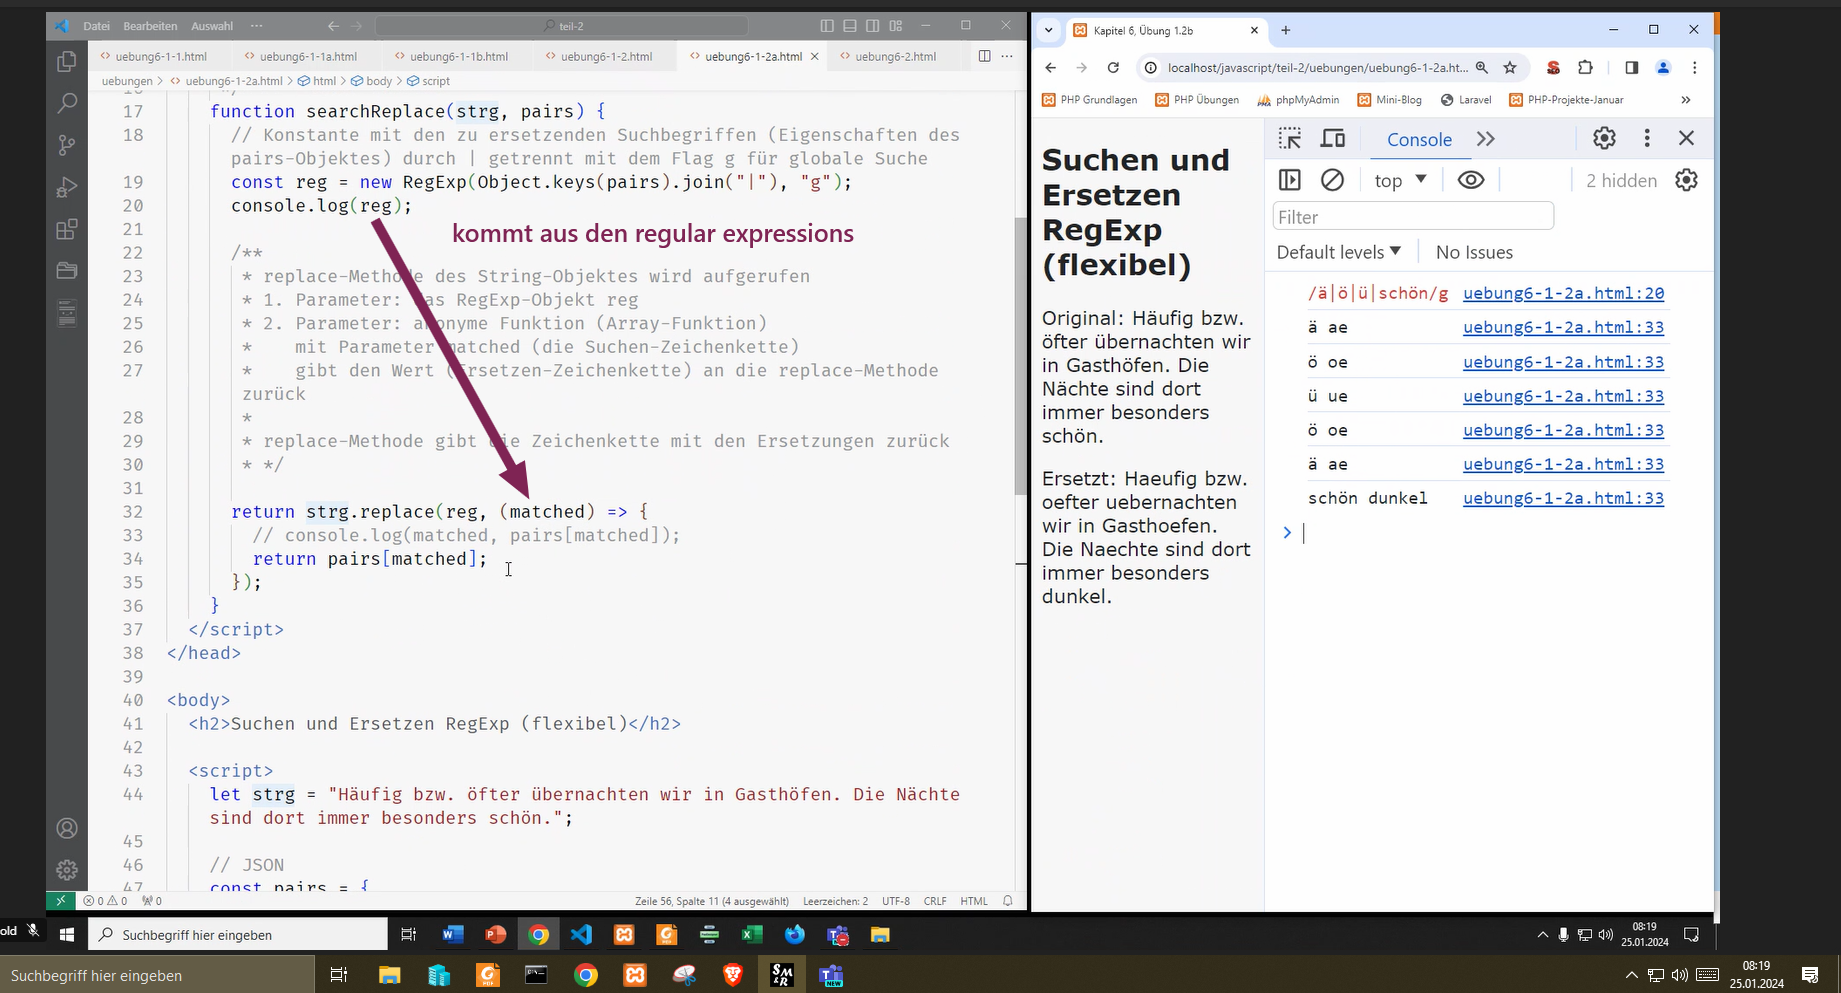 Datei Bearbeiten Auswahl ··· teil-2
uebung6-1-1.html uebung6-1-1a.html uebung6-1-1b.html uebung6-1-2.html uebung6-1-2a.html uebung6-2.html
uebungen > uebung6-1-2a.html > html > body > script
17 function searchReplace(strg, pairs) {
18 // Konstante mit den zu ersetzenden Suchbegriffen (Eigenschaften des
pairs-Objektes) durch | getrennt mit dem Flag g für globale Suche
19 const reg = new RegExp(Object.keys(pairs).join("|"), "g");
20 console.log(reg);
21
kommt aus den regular expressions
22 /**
23 * replace-Methode des String-Objektes wird aufgerufen
24 * 1. Parameter: das RegExp-Objekt reg
25 * 2. Parameter: anonyme Funktion (Array-Funktion)
26 * mit Parameter matched (die Suchen-Zeichenkette)
27 * gibt den Wert (Ersetzen-Zeichenkette) an die replace-Methode
zurück
28 *
29 * replace-Methode gibt die Zeichenkette mit den Ersetzungen zurück
30 * */
31
32 return strg.replace(reg, (matched) => {
33 // console.log(matched, pairs[matched]);
34 return pairs[matched];
35 });
36 }
37 </script>
38 </head>
39
40 <body>
41 <h2>Suchen und Ersetzen RegExp (flexibel)</h2>
42
43 <script>
44 let strg = "Häufig bzw. öfter übernachten wir in Gasthöfen. Die Nächte
sind dort immer besonders schön.";
45
46 // JSON
47 const pairs = {
0 0 0 Zeile 56, Spalte 11 (4 ausgewählt) Leerzeichen: 2 UTF-8 CRLF HTML
Kapitel 6, Übung 1.2b
localhost/javascript/teil-2/uebungen/uebung6-1-2a.ht...
PHP Grundlagen PHP Übungen phpMyAdmin Mini-Blog Laravel PHP-Projekte-Januar »
Suchen und
Ersetzen
RegExp
(flexibel)
Original: Häufig bzw.
öfter übernachten wir
in Gasthöfen. Die
Nächte sind dort
immer besonders
schön.
Ersetzt: Haeufig bzw.
oefter uebernachten
wir in Gasthoefen.
Die Naechte sind dort
immer besonders
dunkel.
Console
top 2 hidden
Filter
Default levels No Issues
/ä|ö|ü|schön/g uebung6-1-2a.html:20
ä ae uebung6-1-2a.html:33
ö oe uebung6-1-2a.html:33
ü ue uebung6-1-2a.html:33
ö oe uebung6-1-2a.html:33
ä ae uebung6-1-2a.html:33
schön dunkel uebung6-1-2a.html:33
old Suchbegriff hier eingeben 08:19
25.01.2024
Suchbegriff hier eingeben 08:19
25.01.2024